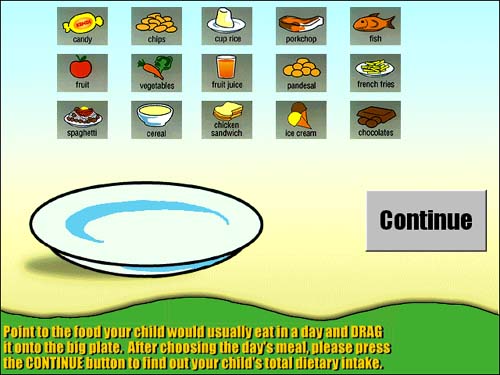 candy chips cup rice porkchop fish
fruit vegetables fruit juice pandesal french fries
spaghetti cereal chicken sandwich ice cream chocolates
Continue
Point to the food your child would usually eat in a day and DRAG
it onto the big plate. After choosing the day's meal, please press
the CONTINUE button to find out your child's total dietary intake.